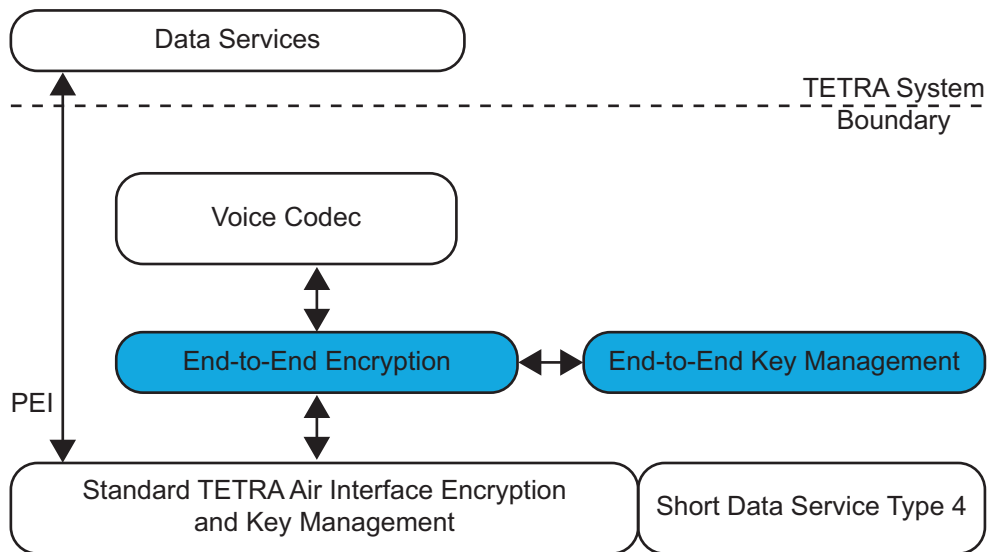 Data Services
TETRA System
Boundary
Voice Codec
End-to-End Encryption
End-to-End Key Management
PEI
Standard TETRA Air Interface Encryption
and Key Management
Short Data Service Type 4